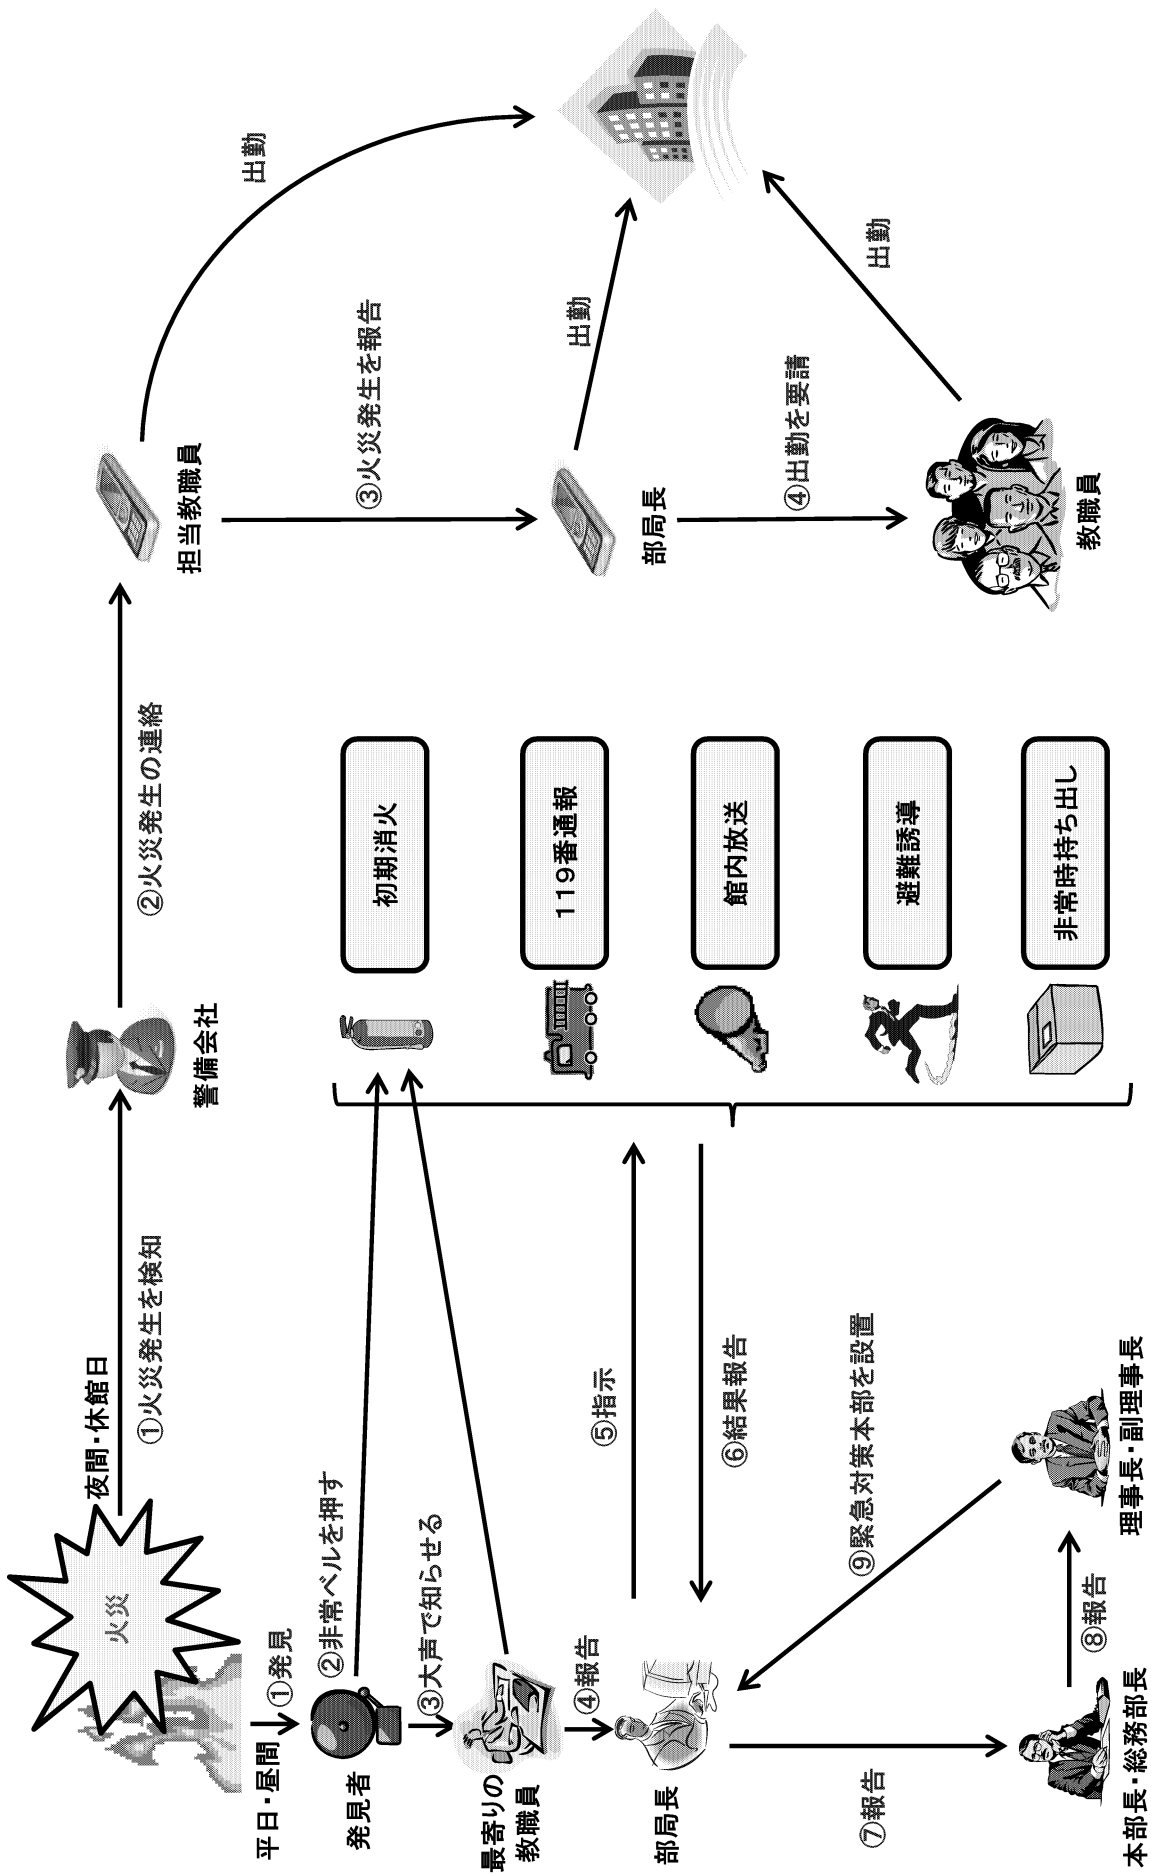 火災
夜間・休館日
①火災発生を検知
警備会社
②火災発生の連絡
担当教職員
出勤
③火災発生を報告
部局長
出勤
④出勤を要請
教職員
出勤
平日・昼間
①発見
発見者
②非常ベルを押す
③大声で知らせる
最寄りの
教職員
④報告
部局長
⑤指示
⑥結果報告
初期消火
119番通報
館内放送
避難誘導
非常時持ち出し
⑦報告
本部長・総務部長
⑧報告
理事長・副理事長
⑨緊急対策本部を設置